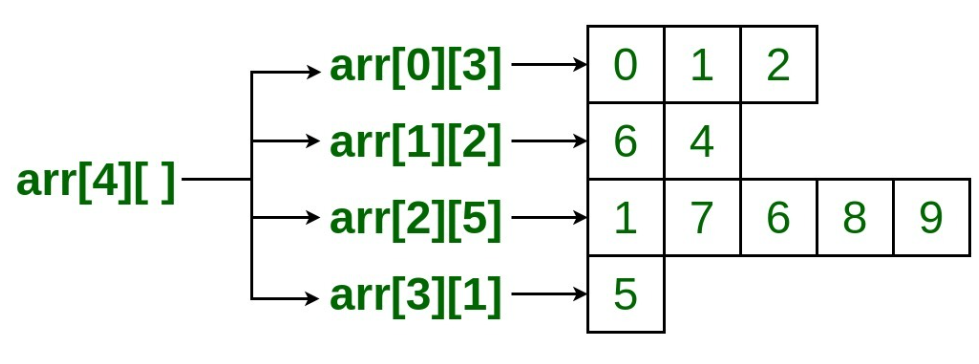 arr[0][3] 0 1 2
arr[1][2] 6 4
arr[4][ ]
arr[2][5] 1 7 6 8 9
arr[3][1] 5